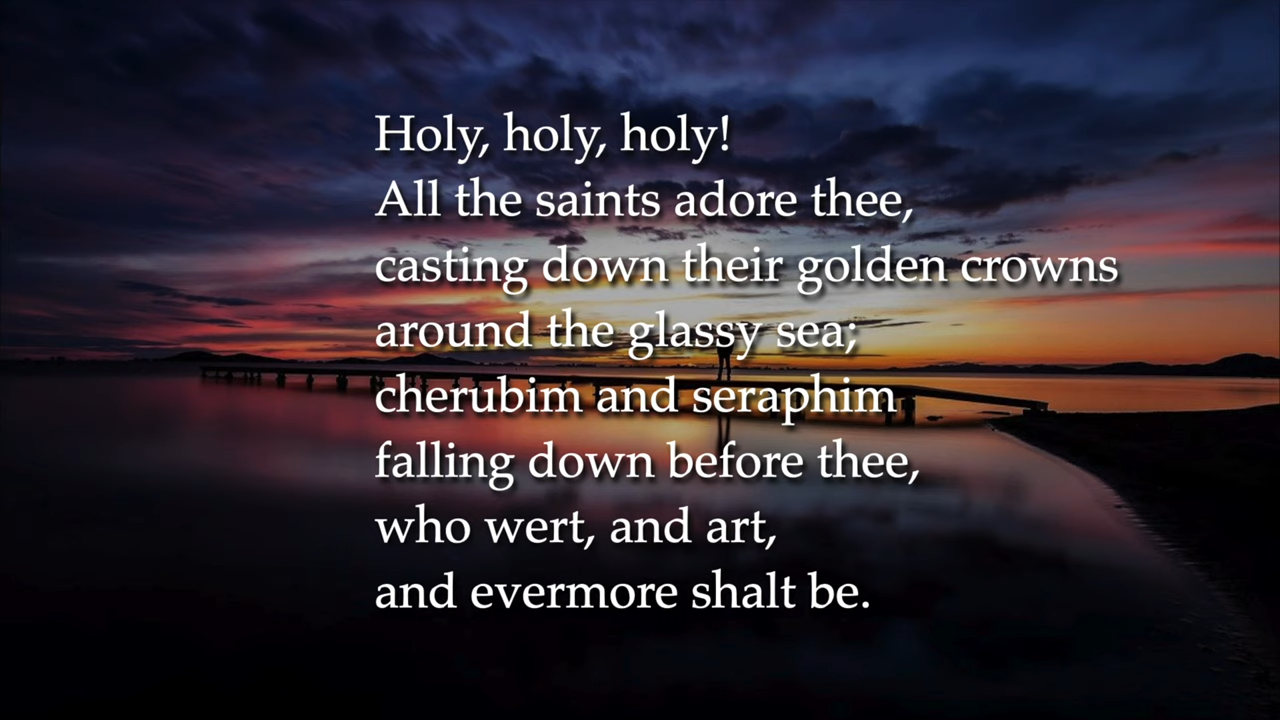 Holy, holy, holy!
All the saints adore thee,
casting down their golden crowns
around the glassy sea;
cherubim and seraphim
falling down before thee,
who wert, and art,
and evermore shalt be.